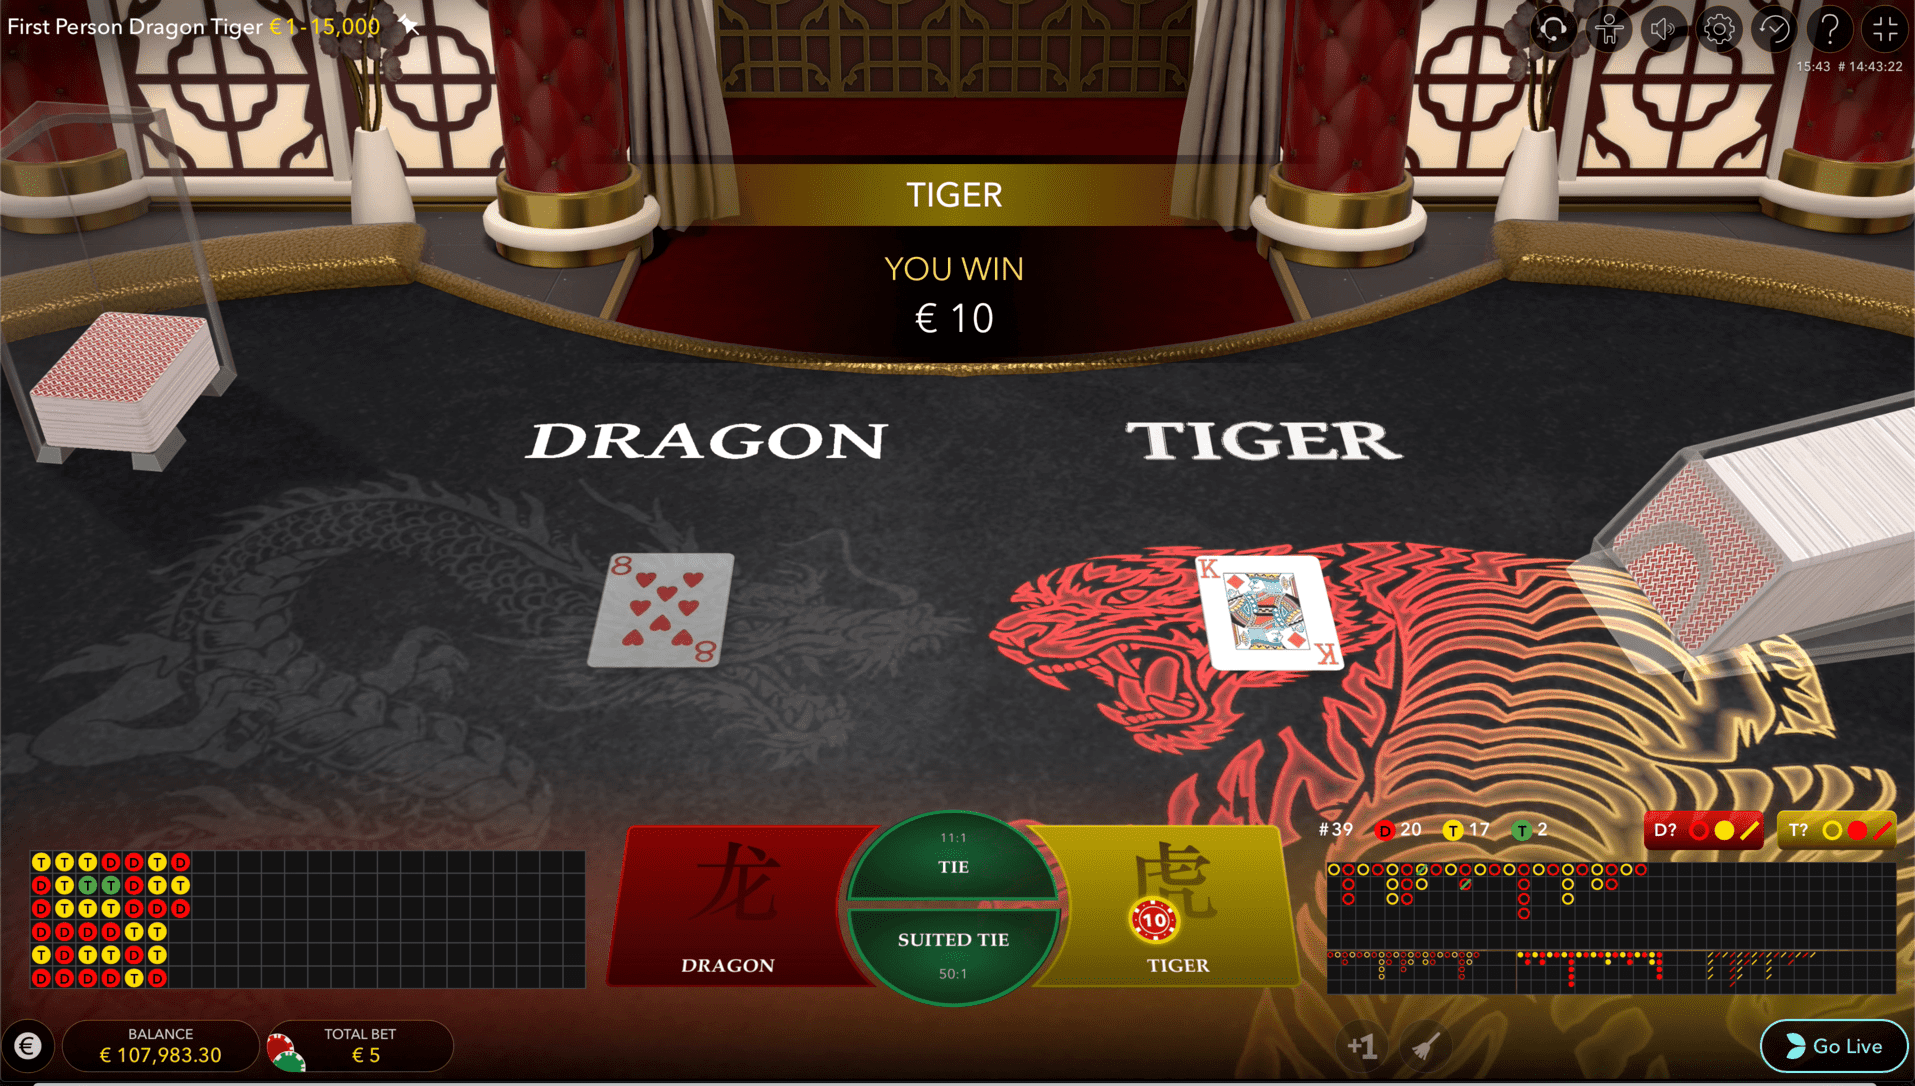 First Person Dragon Tiger € 1-15,000
15:43 # 14:43:22
TIGER
YOU WIN
€ 10
DRAGON
TIGER
8
8
K
K
#39 D 20 T 17 T 2
D?
T?
T T T D D T D
D T T T D T T
D T T T D D D
D D D D T T
T D T T D T
D D D D T D
龙
DRAGON
11:1
TIE
SUITED TIE
50:1
虎
10
TIGER
€
BALANCE
€ 107,983.30
TOTAL BET
€ 5
+1
Go Live
?